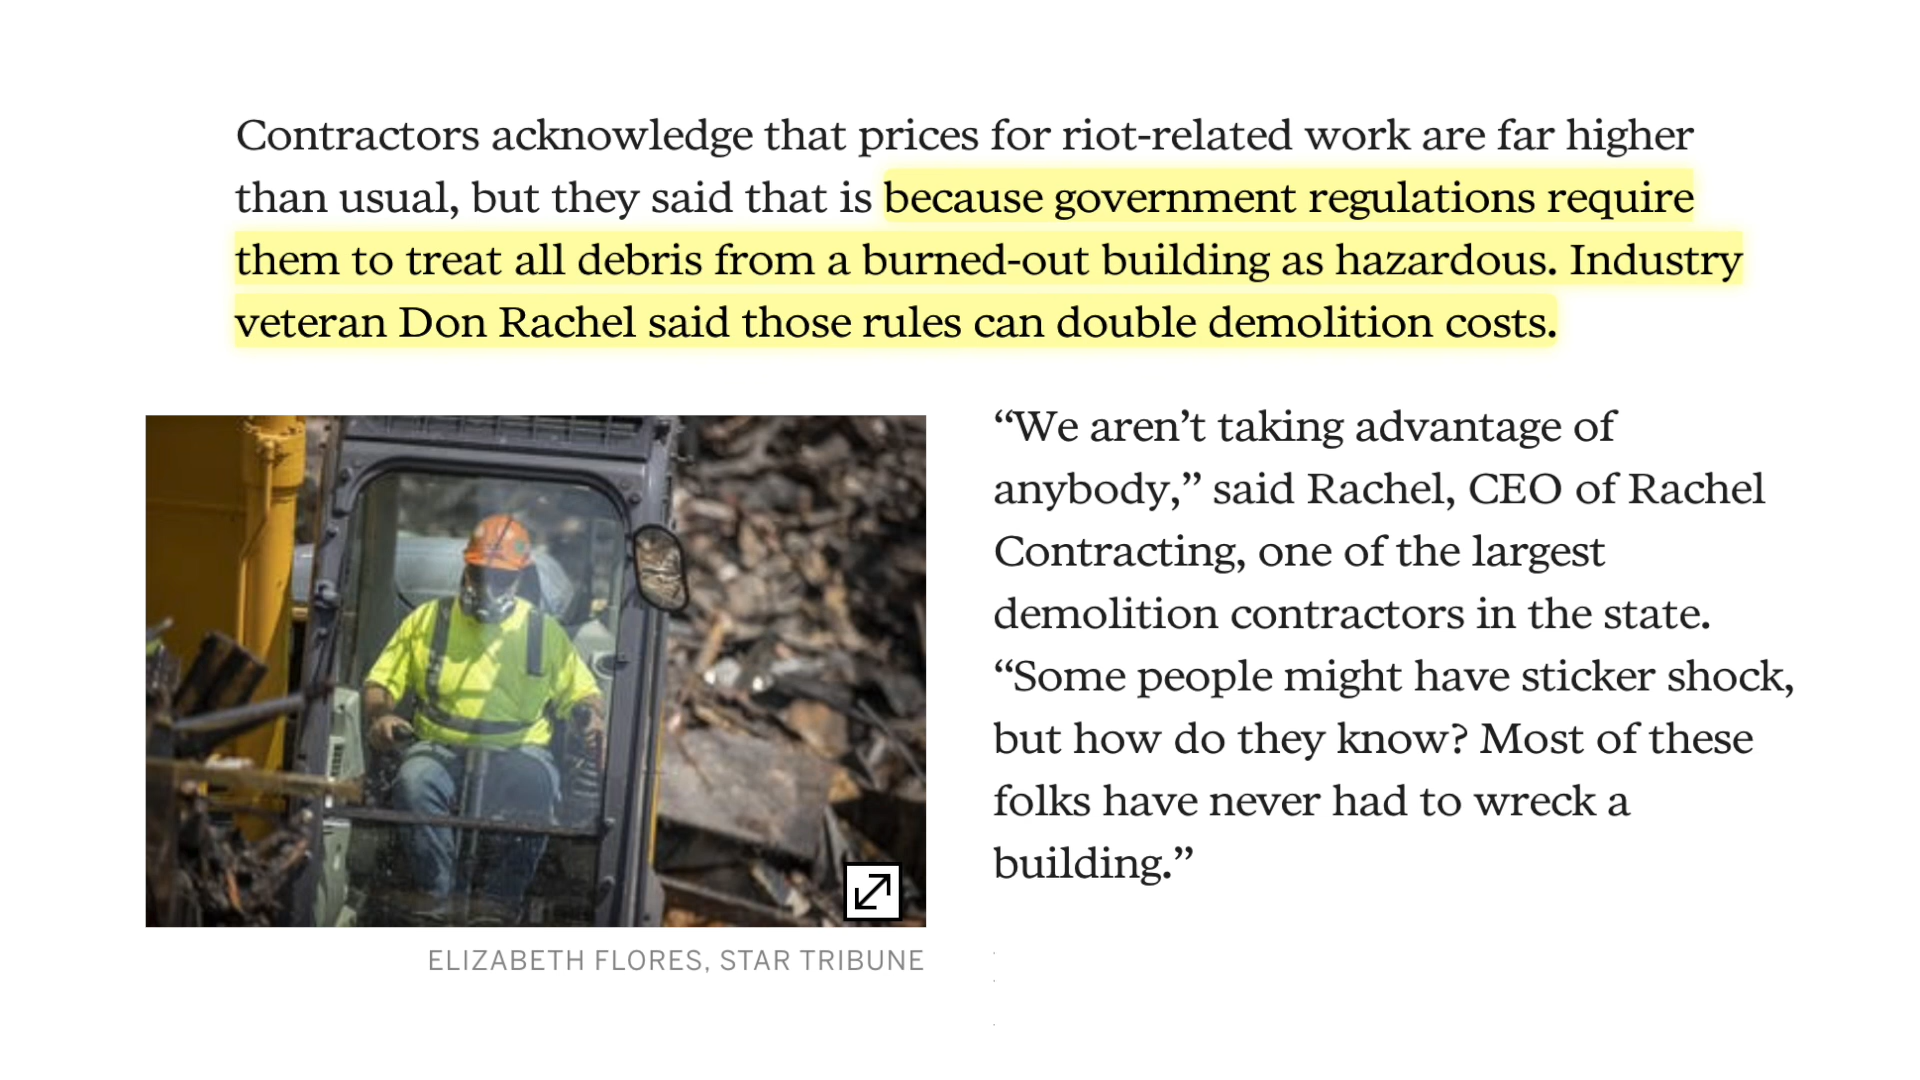 Contractors acknowledge that prices for riot-related work are far higher
than usual, but they said that is because government regulations require
them to treat all debris from a burned-out building as hazardous. Industry
veteran Don Rachel said those rules can double demolition costs.
“We aren’t taking advantage of
anybody,” said Rachel, CEO of Rachel
Contracting, one of the largest
demolition contractors in the state.
“Some people might have sticker shock,
but how do they know? Most of these
folks have never had to wreck a
building.”
ELIZABETH FLORES, STAR TRIBUNE